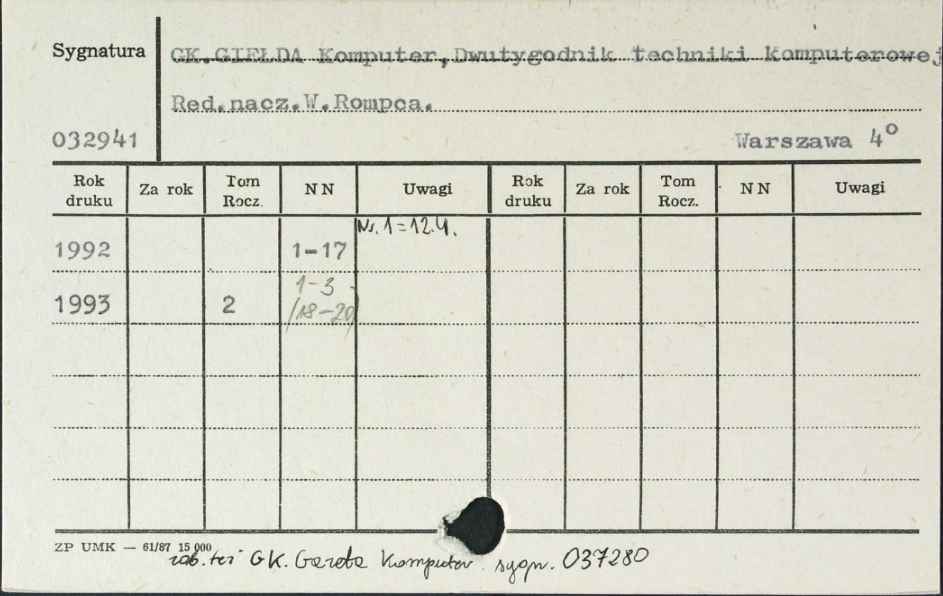 Sygnatura GK.GIEŁDA Komputer,Dwutygodnik techniki komputerowej
Red.nacz.W.Rompca.
032941 Warszawa 4°
Rok druku Za rok Tom Rocz. NN Uwagi Rok druku Za rok Tom Rocz. NN Uwagi
Nr. 1=12.4.
1992 1-17
1-3
1993 2 /18-20/
ZP UMK — 61/87 15 000
zob. też GK. Gazeta Komputer sygn. 037280